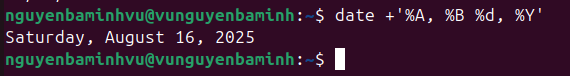 nguyenbaminhvu@vunguyenbaminh:~$ date +'%A, %B %d, %Y'
Saturday, August 16, 2025
nguyenbaminhvu@vunguyenbaminh:~$